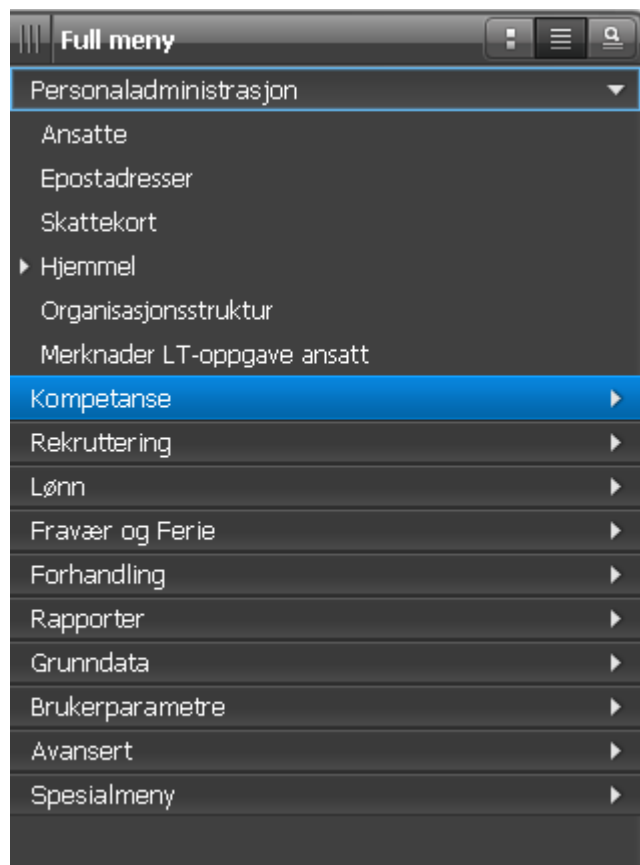 Full meny
Personaladministrasjon
Ansatte
Epostadresser
Skattekort
Hjemmel
Organisasjonsstruktur
Merknader LT-oppgave ansatt
Kompetanse
Rekruttering
Lønn
Fravær og Ferie
Forhandling
Rapporter
Grunndata
Brukerparametre
Avansert
Spesialmeny